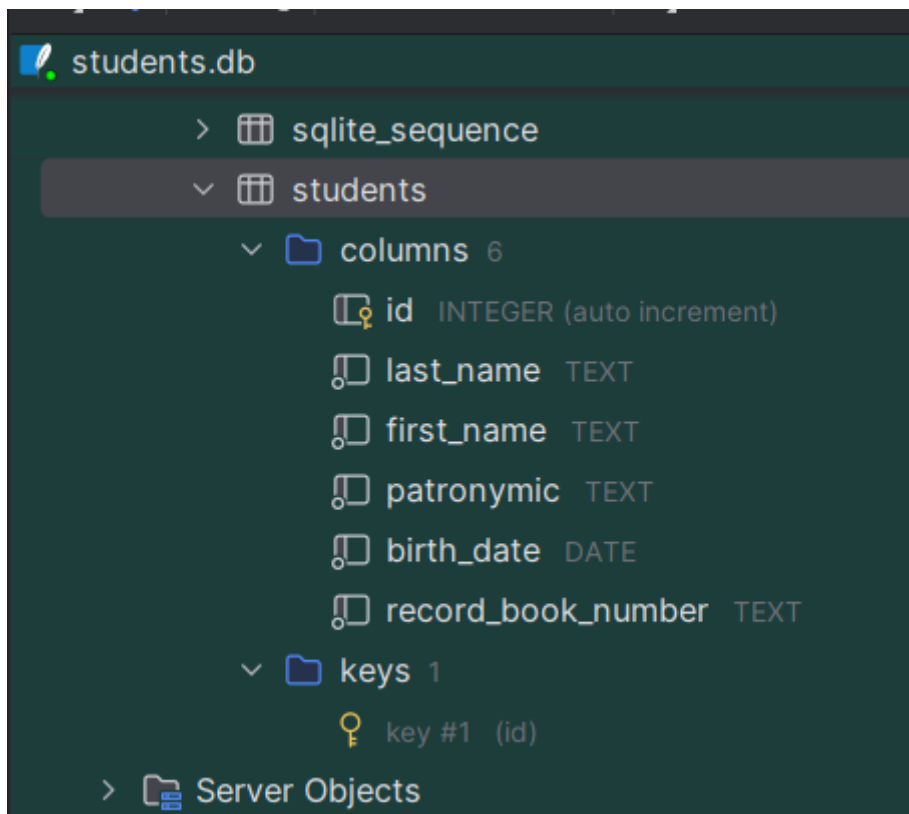 students.db
sqlite_sequence
students
columns 6
id INTEGER (auto increment)
last_name TEXT
first_name TEXT
patronymic TEXT
birth_date DATE
record_book_number TEXT
keys 1
key #1 (id)
Server Objects